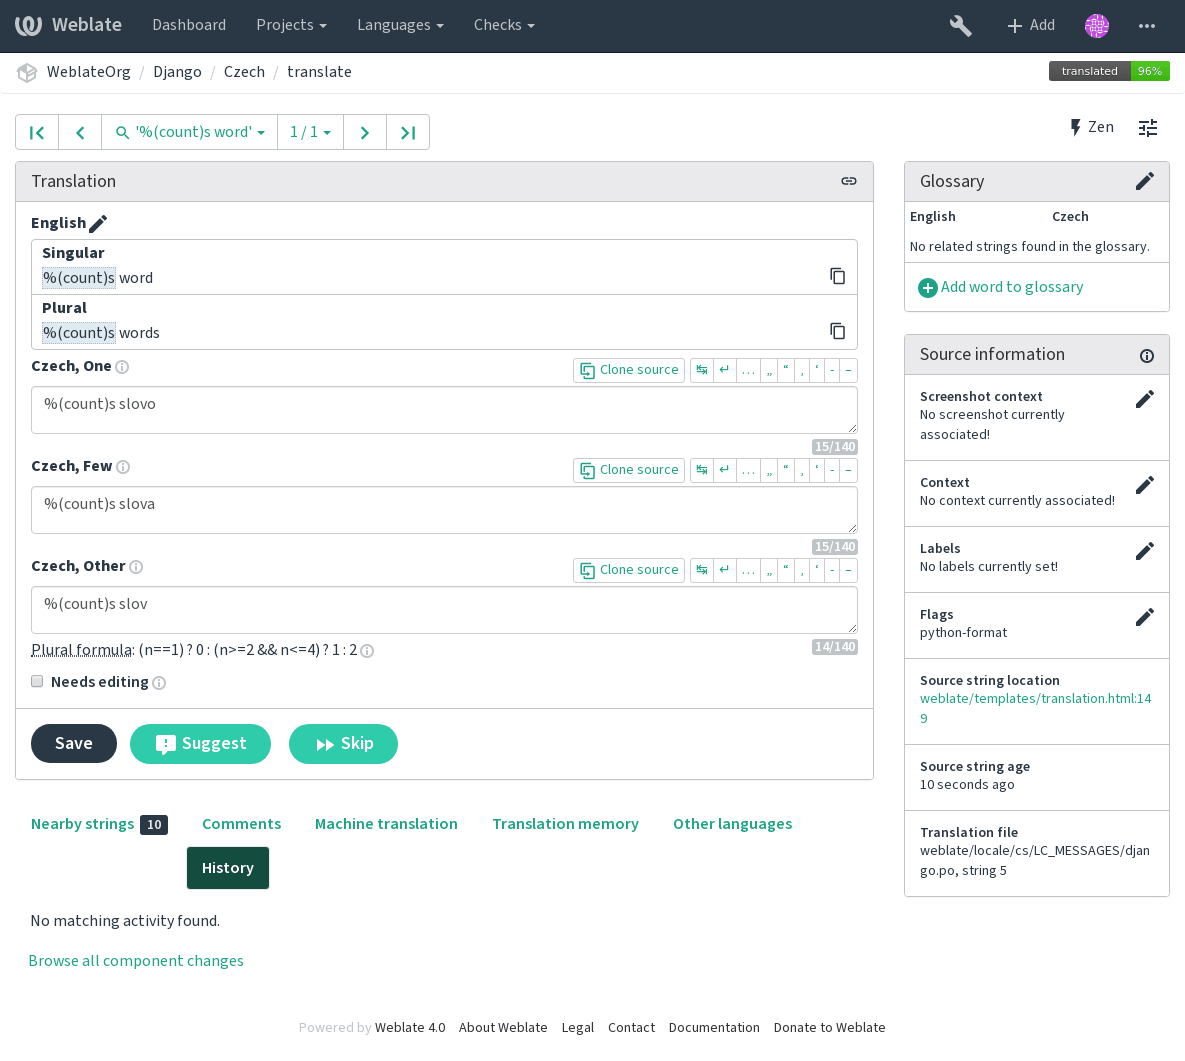 Weblate Dashboard Projects Languages Checks Add
WeblateOrg / Django / Czech / translate translated 96%
'%(count)s word' 1 / 1 Zen
Translation
English
Singular
%(count)s word
Plural
%(count)s words
Czech, One Clone source ↹ ↵ … „ “ ‚ ‘ - –
%(count)s slovo
15/140
Czech, Few Clone source ↹ ↵ … „ “ ‚ ‘ - –
%(count)s slova
15/140
Czech, Other Clone source ↹ ↵ … „ “ ‚ ‘ - –
%(count)s slov
14/140
Plural formula: (n==1) ? 0 : (n>=2 && n<=4) ? 1 : 2
Needs editing
Save Suggest Skip
Glossary
English Czech
No related strings found in the glossary.
Add word to glossary
Source information
Screenshot context
No screenshot currently
associated!
Context
No context currently associated!
Labels
No labels currently set!
Flags
python-format
Source string location
weblate/templates/translation.html:14
9
Source string age
10 seconds ago
Translation file
weblate/locale/cs/LC_MESSAGES/djan
go.po, string 5
Nearby strings 10 Comments Machine translation Translation memory Other languages
History
No matching activity found.
Browse all component changes
Powered by Weblate 4.0 About Weblate Legal Contact Documentation Donate to Weblate